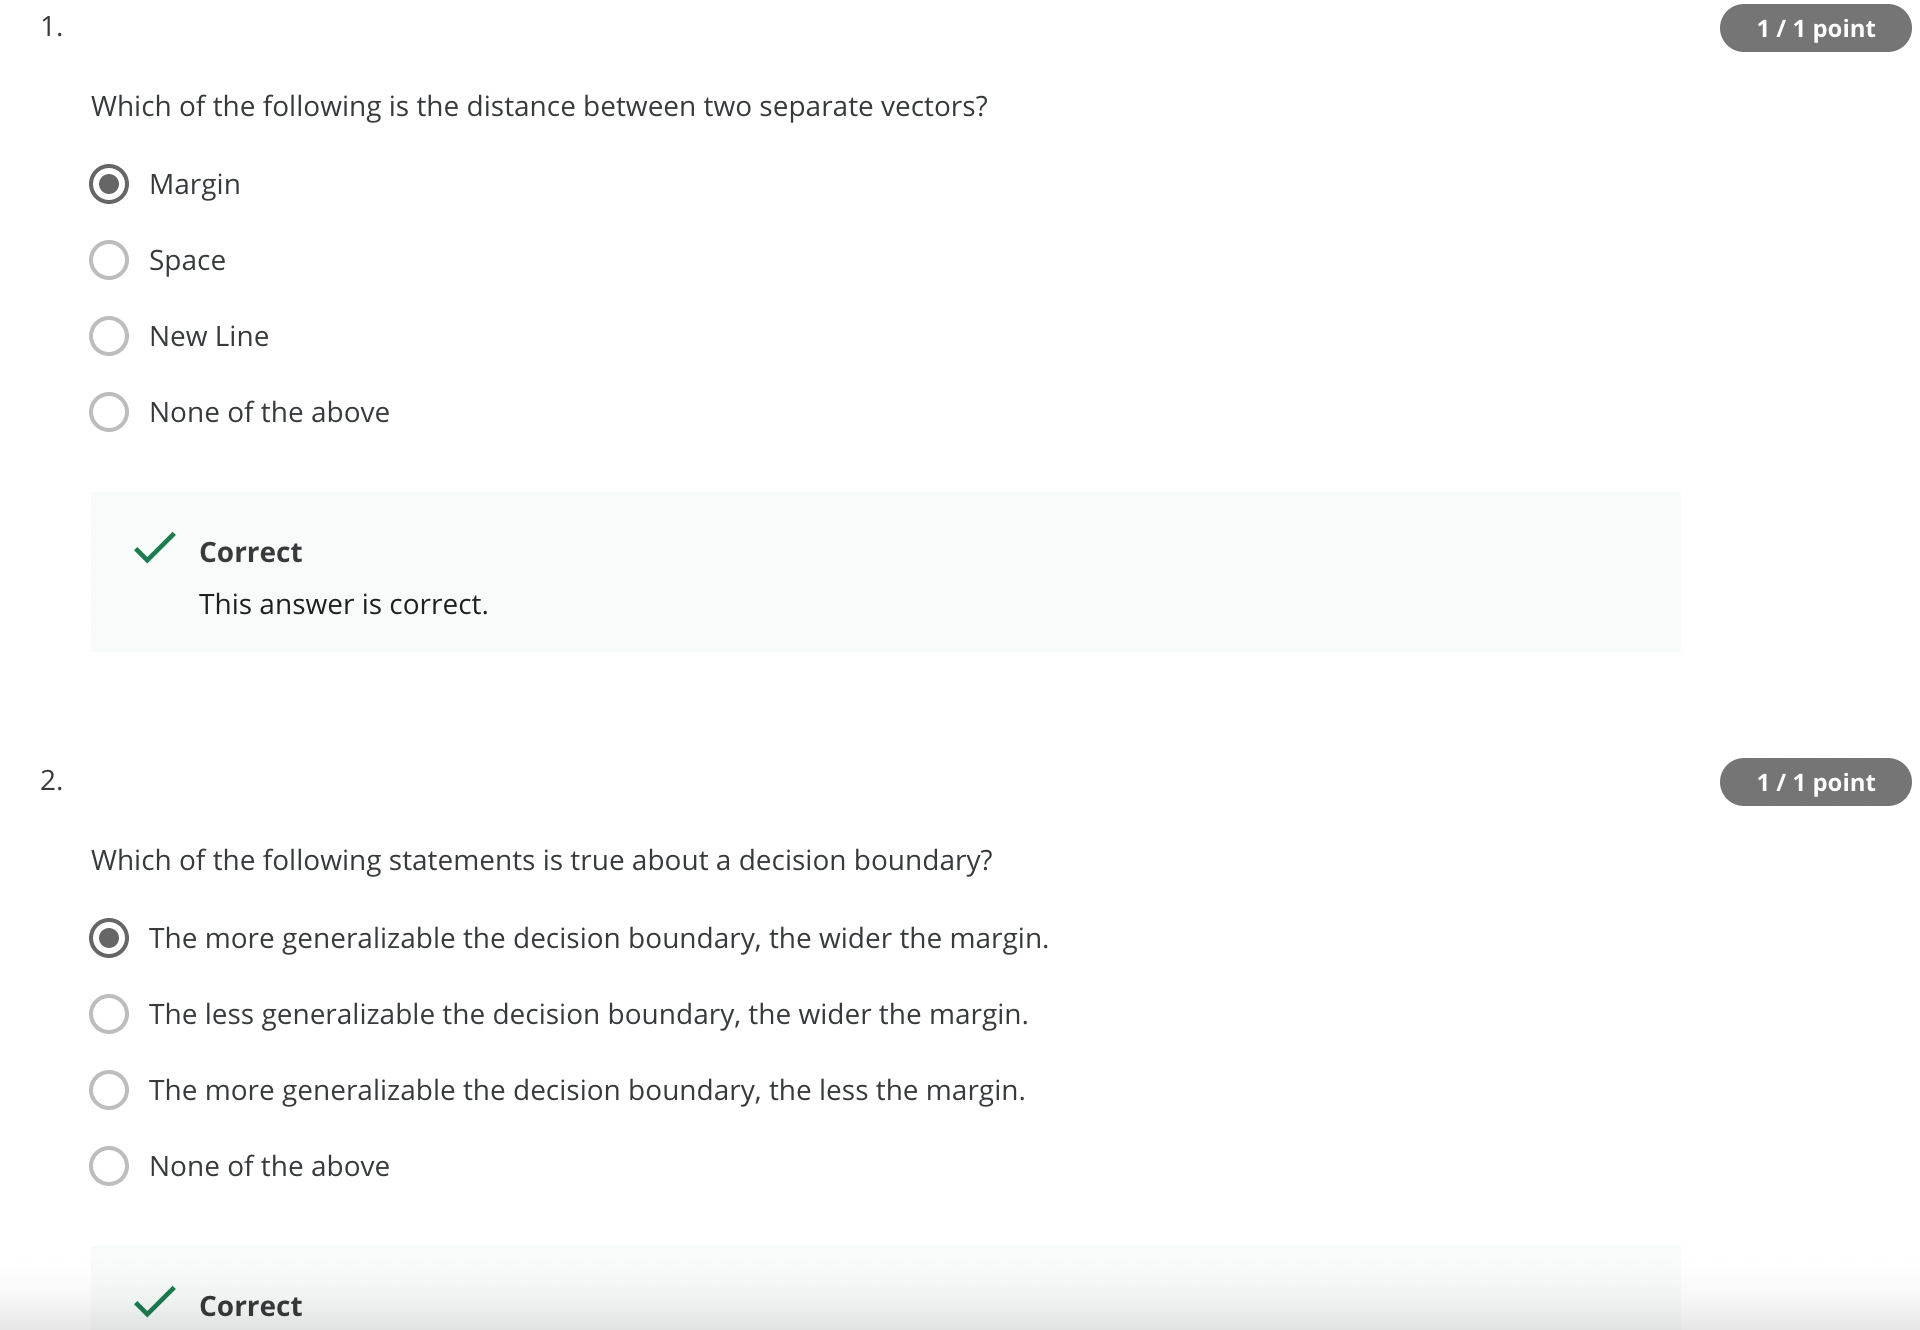 1.
1 / 1 point
Which of the following is the distance between two separate vectors?
Margin
Space
New Line
None of the above
Correct
This answer is correct.
2.
1 / 1 point
Which of the following statements is true about a decision boundary?
The more generalizable the decision boundary, the wider the margin.
The less generalizable the decision boundary, the wider the margin.
The more generalizable the decision boundary, the less the margin.
None of the above
Correct